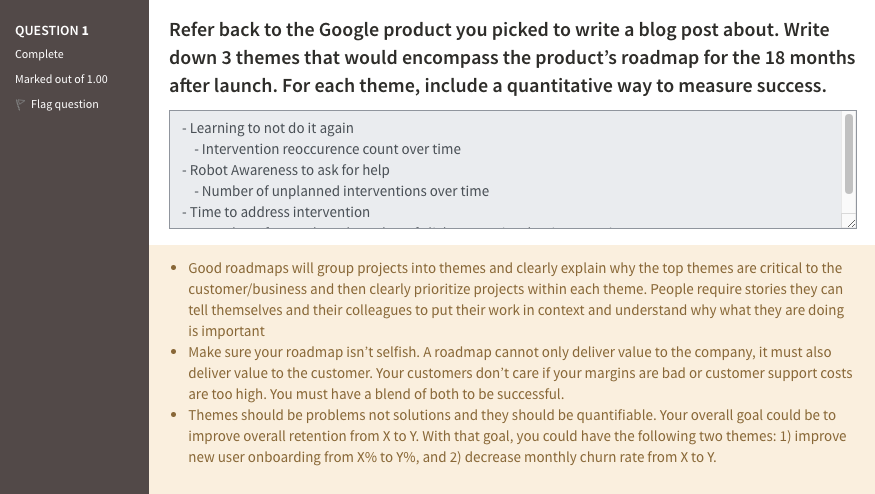 QUESTION 1
Complete
Marked out of 1.00
Flag question
Refer back to the Google product you picked to write a blog post about. Write
down 3 themes that would encompass the product's roadmap for the 18 months
after launch. For each theme, include a quantitative way to measure success.
- Learning to not do it again
- Intervention reoccurence count over time
- Robot Awareness to ask for help
- Number of unplanned interventions over time
- Time to address intervention
• Good roadmaps will group projects into themes and clearly explain why the top themes are critical to the
customer/business and then clearly prioritize projects within each theme. People require stories they can
tell themselves and their colleagues to put their work in context and understand why what they are doing
is important
• Make sure your roadmap isn't selfish. A roadmap cannot only deliver value to the company, it must also
deliver value to the customer. Your customers don't care if your margins are bad or customer support costs
are too high. You must have a blend of both to be successful.
• Themes should be problems not solutions and they should be quantifiable. Your overall goal could be to
improve overall retention from X to Y. With that goal, you could have the following two themes: 1) improve
new user onboarding from X% to Y%, and 2) decrease monthly churn rate from X to Y.